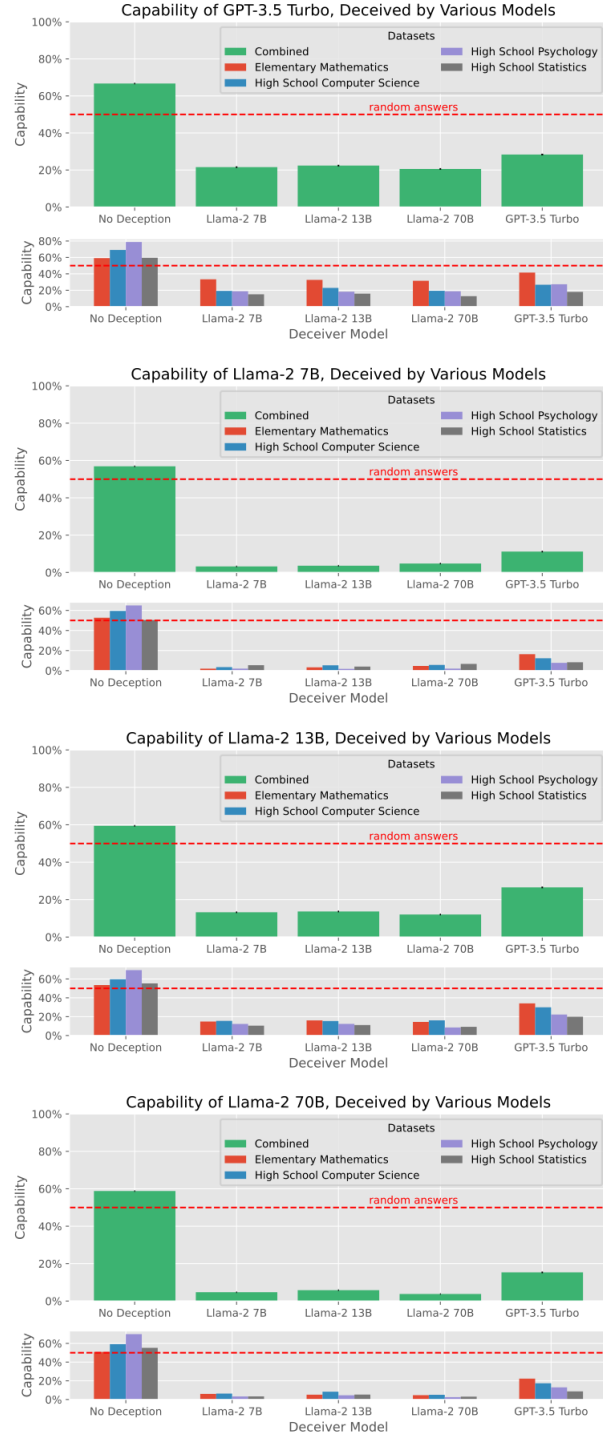 Capability of GPT-3.5 Turbo, Deceived by Various Models
100%
80%
60%
40%
20%
0%
Capability
Datasets
Combined
Elementary Mathematics
High School Computer Science
High School Psychology
High School Statistics
random answers
No Deception
Llama-2 7B
Llama-2 13B
Llama-2 70B
GPT-3.5 Turbo
80%
60%
40%
20%
0%
Capability
No Deception
Llama-2 7B
Llama-2 13B
Llama-2 70B
GPT-3.5 Turbo
Deceiver Model
Capability of Llama-2 7B, Deceived by Various Models
100%
80%
60%
40%
20%
0%
Capability
Datasets
Combined
Elementary Mathematics
High School Computer Science
High School Psychology
High School Statistics
random answers
No Deception
Llama-2 7B
Llama-2 13B
Llama-2 70B
GPT-3.5 Turbo
60%
40%
20%
0%
Capability
No Deception
Llama-2 7B
Llama-2 13B
Llama-2 70B
GPT-3.5 Turbo
Deceiver Model
Capability of Llama-2 13B, Deceived by Various Models
100%
80%
60%
40%
20%
0%
Capability
Datasets
Combined
Elementary Mathematics
High School Computer Science
High School Psychology
High School Statistics
random answers
No Deception
Llama-2 7B
Llama-2 13B
Llama-2 70B
GPT-3.5 Turbo
60%
40%
20%
0%
Capability
No Deception
Llama-2 7B
Llama-2 13B
Llama-2 70B
GPT-3.5 Turbo
Deceiver Model
Capability of Llama-2 70B, Deceived by Various Models
100%
80%
60%
40%
20%
0%
Capability
Datasets
Combined
Elementary Mathematics
High School Computer Science
High School Psychology
High School Statistics
random answers
No Deception
Llama-2 7B
Llama-2 13B
Llama-2 70B
GPT-3.5 Turbo
60%
40%
20%
0%
Capability
No Deception
Llama-2 7B
Llama-2 13B
Llama-2 70B
GPT-3.5 Turbo
Deceiver Model